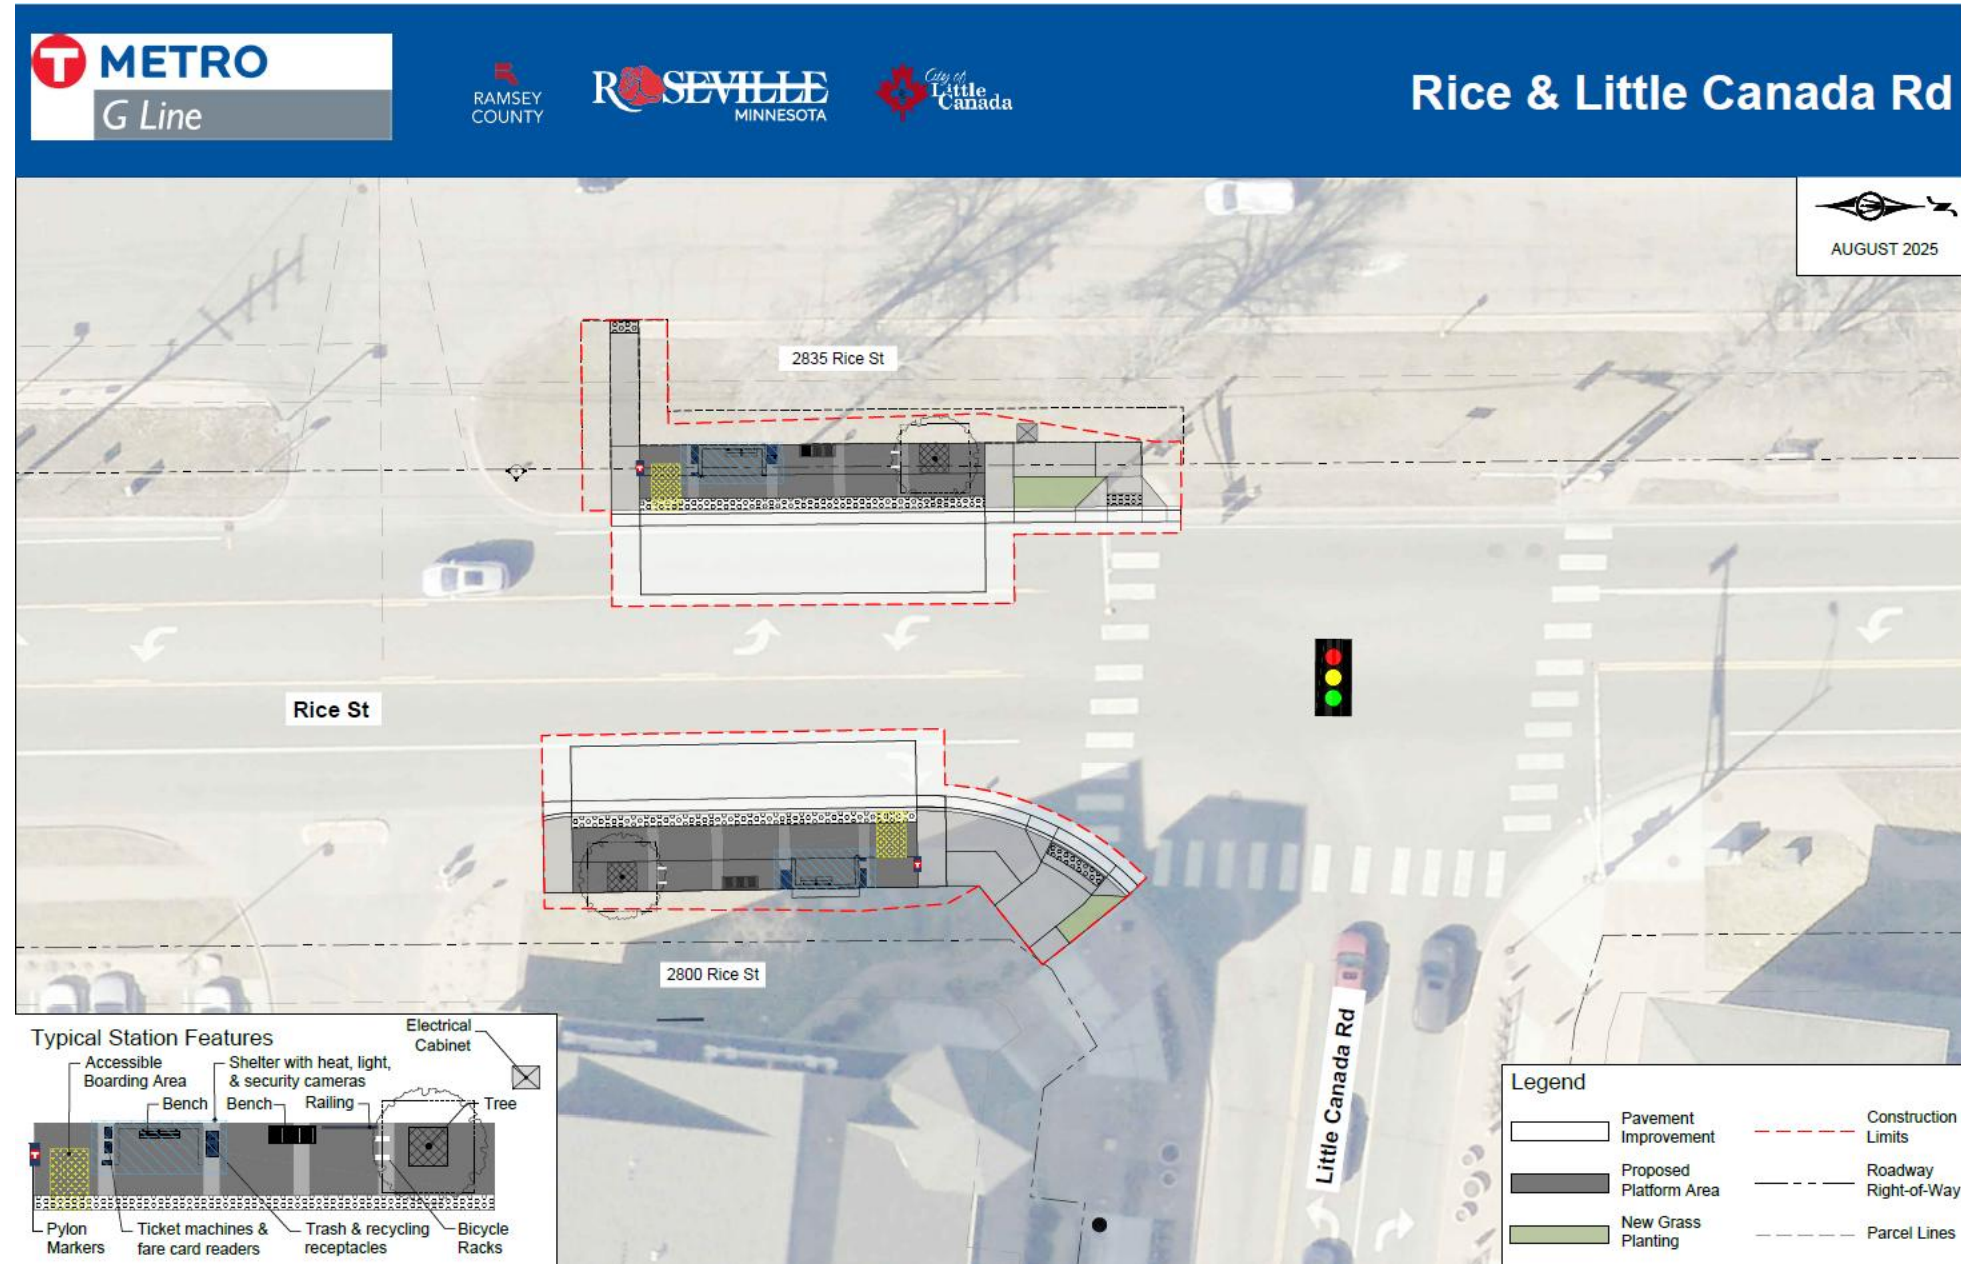 T METRO
G Line
RAMSEY
COUNTY
ROSEVILLE
MINNESOTA
City of
Little
Canada
Rice & Little Canada Rd
Z
AUGUST 2025
2835 Rice St
T
Rice St
T
2800 Rice St
Little Canada Rd
Typical Station Features
Electrical
Cabinet
Accessible
Boarding Area
Shelter with heat, light,
& security cameras
Bench
Bench
Railing
Tree
T
Pylon
Markers
Ticket machines &
fare card readers
Trash & recycling
receptacles
Bicycle
Racks
Legend
Pavement
Improvement
Construction
Limits
Proposed
Platform Area
Roadway
Right-of-Way
New Grass
Planting
Parcel Lines